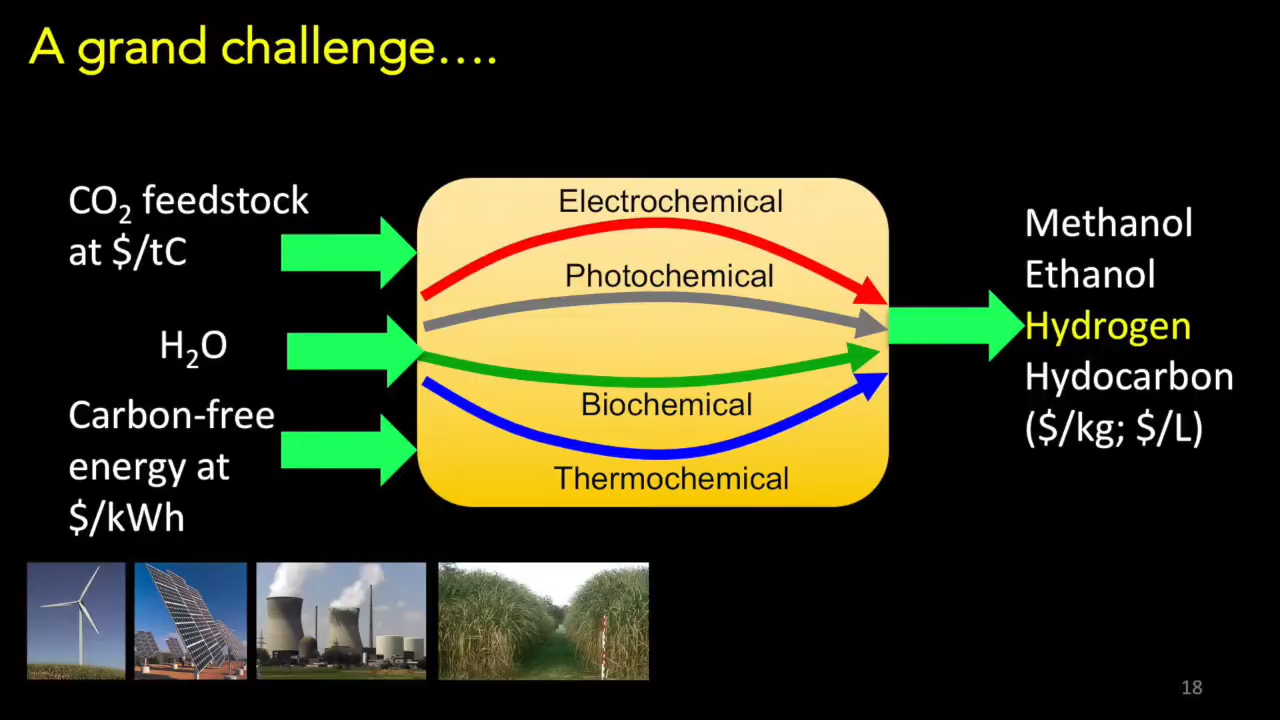 A grand challenge....
CO₂ feedstock
at $/tC
H₂O
Carbon-free
energy at
$/kWh
Electrochemical
Photochemical
Biochemical
Thermochemical
Methanol
Ethanol
Hydrogen
Hydocarbon
($/kg; $/L)
18